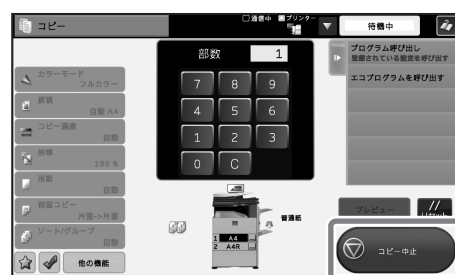 コピー
通信中
プリンター
待機中
部数
1
プログラム呼び出し
登録されている設定を呼び出す
エコプログラムを呼び出す
カラーモード
フルカラー
原稿
自動 A4
コピー濃度
自動
倍率
100 %
用紙
自動
両面コピー
片面->片面
ソート/グループ
自動
他の機能
7
8
9
4
5
6
1
2
3
0
C
普通紙
1 A4
2 A4R
プレビュー
リセット
コピー中止